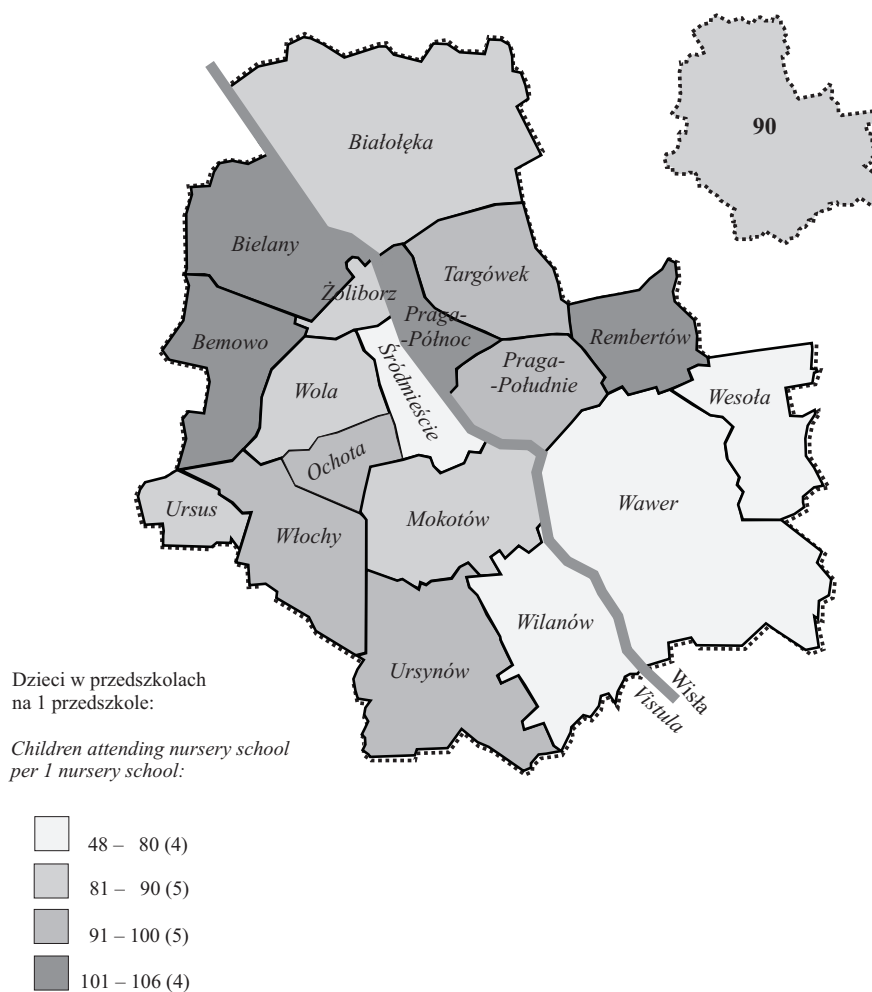 90
Białołęka
Bielany
Żoliborz
Targówek
Praga-
-Północ
Bemowo
Rembertów
Praga-
-Południe
Śródmieście
Wola
Wesoła
Ochota
Ursus
Włochy
Mokotów
Wawer
Wilanów
Ursynów
Wisła
Vistula
Dzieci w przedszkolach
na 1 przedszkole:
Children attending nursery school
per 1 nursery school:
48 – 80 (4)
81 – 90 (5)
91 – 100 (5)
101 – 106 (4)